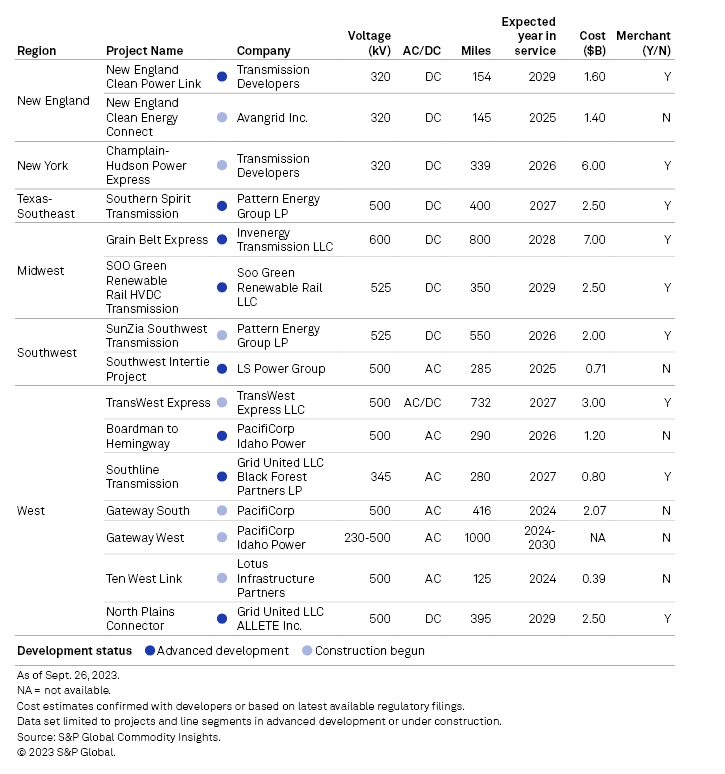 Region Project Name Company Voltage (kV) AC/DC Miles Expected year in service Cost ($B) Merchant (Y/N)
New England
New England Clean Power Link Transmission Developers 320 DC 154 2029 1.60 Y
New England Clean Energy Connect Avangrid Inc. 320 DC 145 2025 1.40 N
New York
Champlain-Hudson Power Express Transmission Developers 320 DC 339 2026 6.00 Y
Texas-Southeast
Southern Spirit Transmission Pattern Energy Group LP 500 DC 400 2027 2.50 Y
Midwest
Grain Belt Express Invenergy Transmission LLC 600 DC 800 2028 7.00 Y
SOO Green Renewable Rail HVDC Transmission Soo Green Renewable Rail LLC 525 DC 350 2029 2.50 Y
Southwest
SunZia Southwest Transmission Pattern Energy Group LP 525 DC 550 2026 2.00 Y
Southwest Intertie Project LS Power Group 500 AC 285 2025 0.71 N
West
TransWest Express TransWest Express LLC 500 AC/DC 732 2027 3.00 Y
Boardman to Hemingway PacifiCorp Idaho Power 500 AC 290 2026 1.20 N
Southline Transmission Grid United LLC Black Forest Partners LP 345 AC 280 2027 0.80 Y
Gateway South PacifiCorp 500 AC 416 2024 2.07 N
Gateway West PacifiCorp Idaho Power 230-500 AC 1000 2024-2030 NA N
Ten West Link Lotus Infrastructure Partners 500 AC 125 2024 0.39 N
North Plains Connector Grid United LLC ALLETE Inc. 500 DC 395 2029 2.50 Y
Development status Advanced development Construction begun
As of Sept. 26, 2023.
NA = not available.
Cost estimates confirmed with developers or based on latest available regulatory filings.
Data set limited to projects and line segments in advanced development or under construction.
Source: S&P Global Commodity Insights.
© 2023 S&P Global.